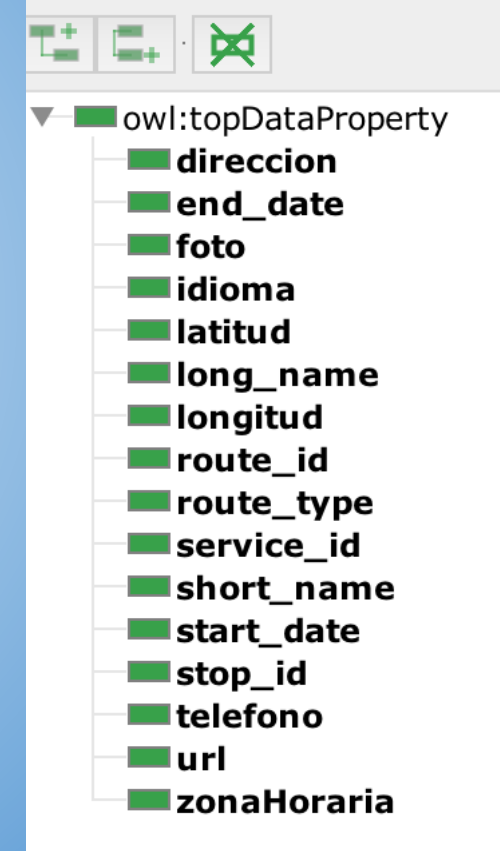 owl:topDataProperty
direccion
end_date
foto
idioma
latitud
long_name
longitud
route_id
route_type
service_id
short_name
start_date
stop_id
telefono
url
zonaHoraria